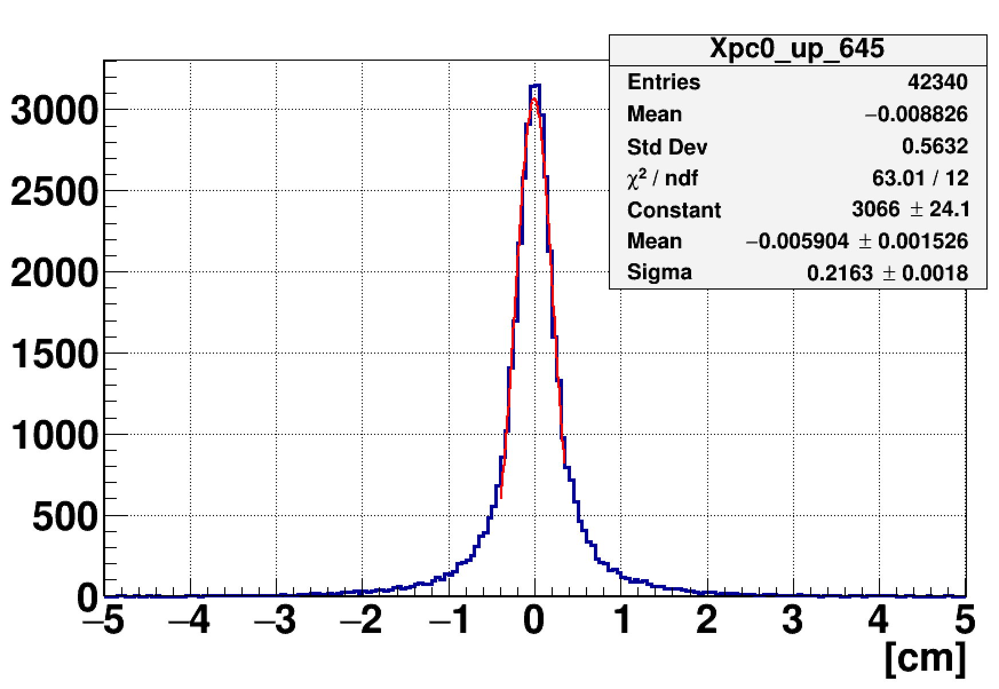 Xpc0_up_645
Entries 42340
Mean −0.008826
Std Dev 0.5632
χ² / ndf 63.01 / 12
Constant 3066 ± 24.1
Mean −0.005904 ± 0.001526
Sigma 0.2163 ± 0.0018
3000
2500
2000
1500
1000
500
0
−5 −4 −3 −2 −1 0 1 2 3 4 5
[cm]